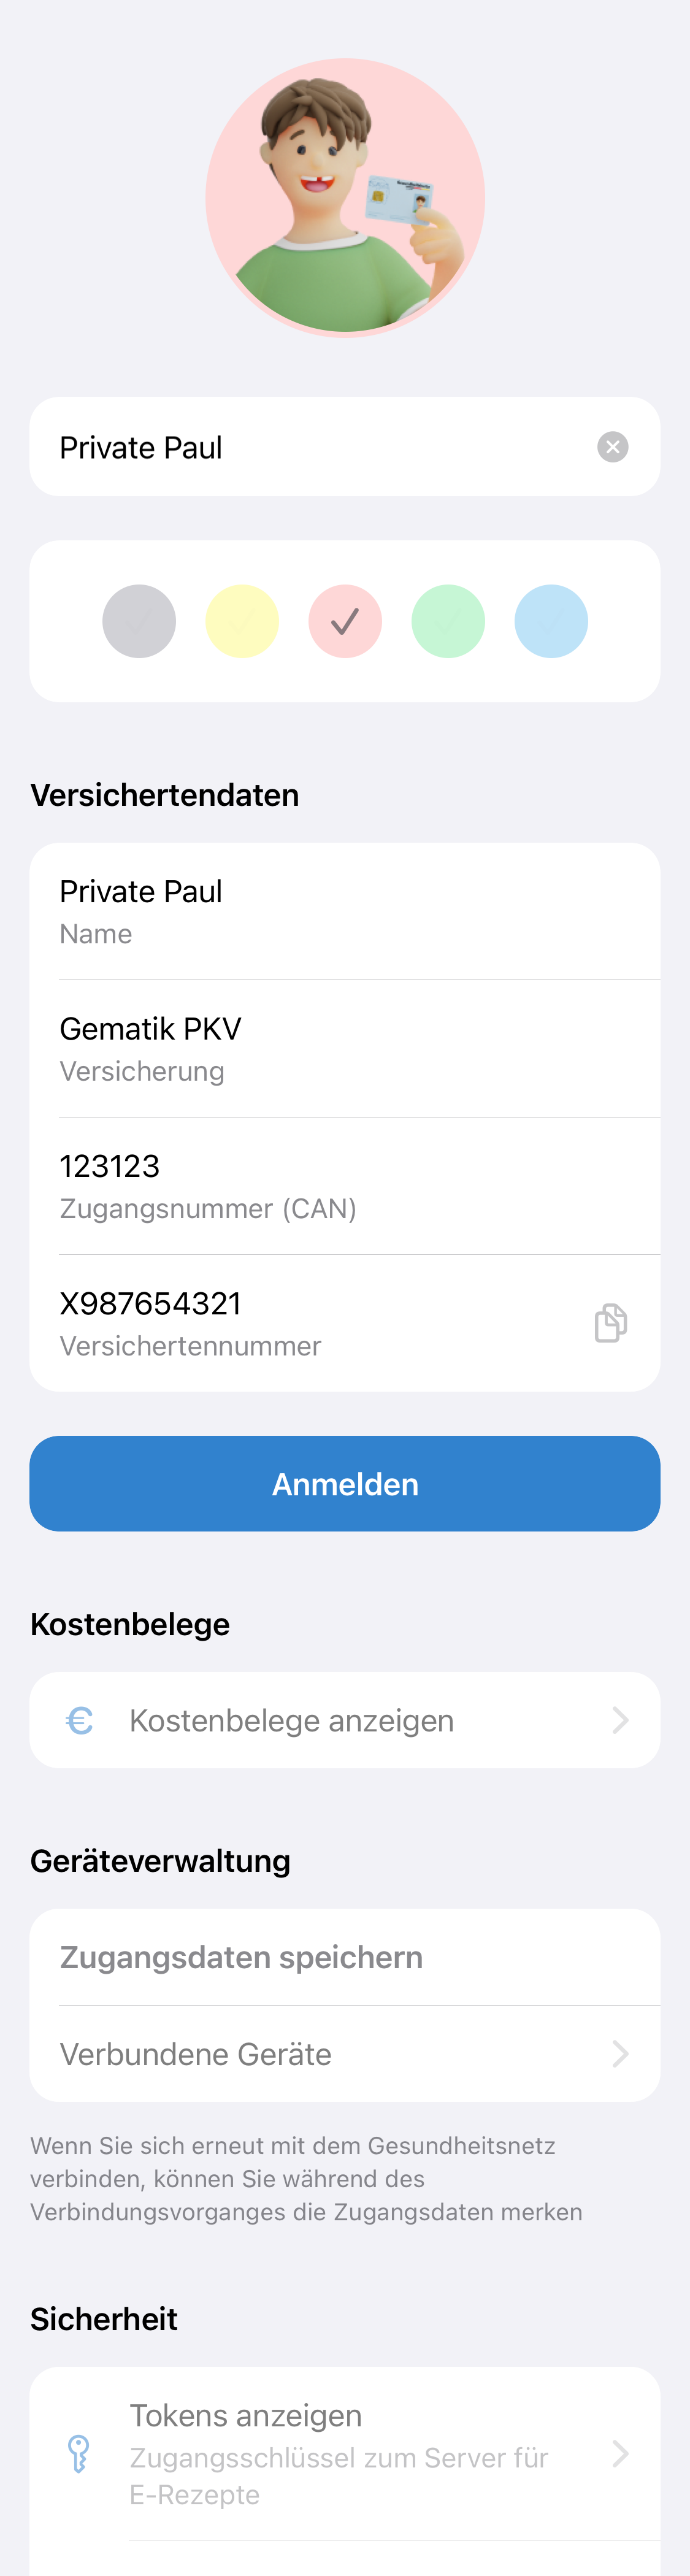 Private Paul
Versichertendaten
Private Paul
Name
Gematik PKV
Versicherung
123123
Zugangsnummer (CAN)
X987654321
Versichertennummer
Anmelden
Kostenbelege
€ Kostenbelege anzeigen
Geräteverwaltung
Zugangsdaten speichern
Verbundene Geräte
Wenn Sie sich erneut mit dem Gesundheitsnetz
verbinden, können Sie während des
Verbindungsvorganges die Zugangsdaten merken
Sicherheit
Tokens anzeigen
Zugangsschlüssel zum Server für
E-Rezepte